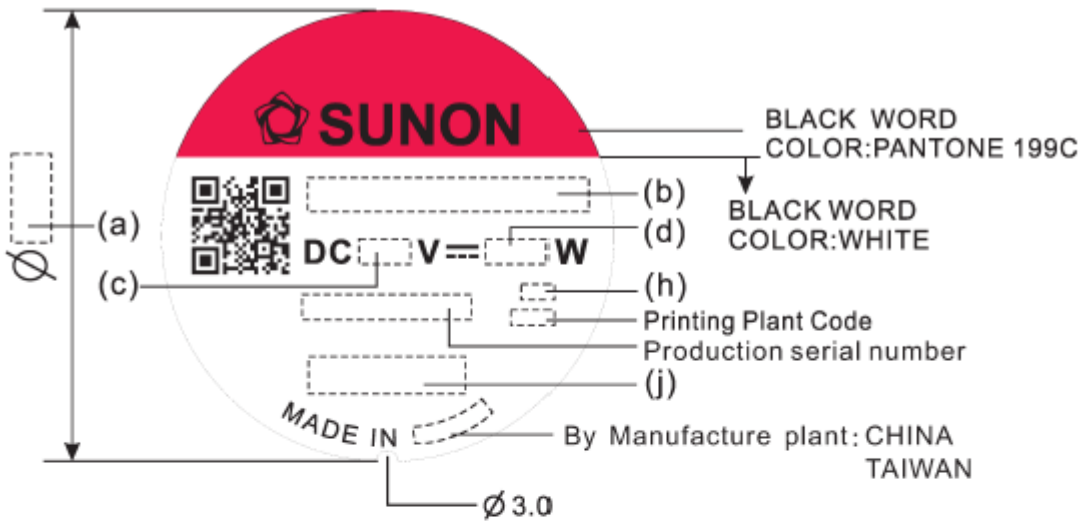 SUNON
BLACK WORD
COLOR:PANTONE 199C
(b)
BLACK WORD
COLOR:WHITE
(a)
(d)
DC V W
(c)
(h)
Printing Plant Code
Production serial number
(j)
MADE IN
By Manufacture plant: CHINA
TAIWAN
Ø
Ø 3.0